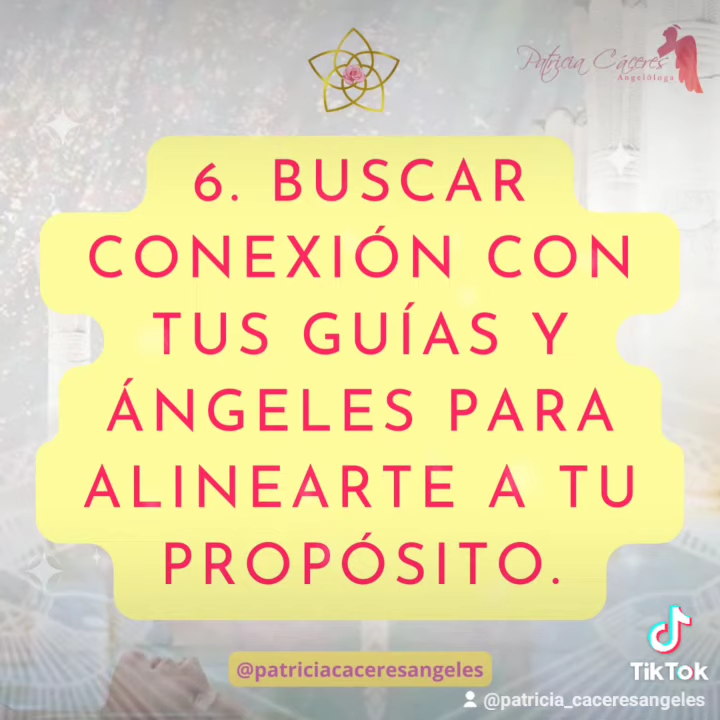 Patricia Cáceres
Angelóloga
6. BUSCAR
CONEXIÓN CON
TUS GUÍAS Y
ÁNGELES PARA
ALINEARTE A TU
PROPÓSITO.
@patriciacaceresangeles
TikTok
@patricia_caceresangeles